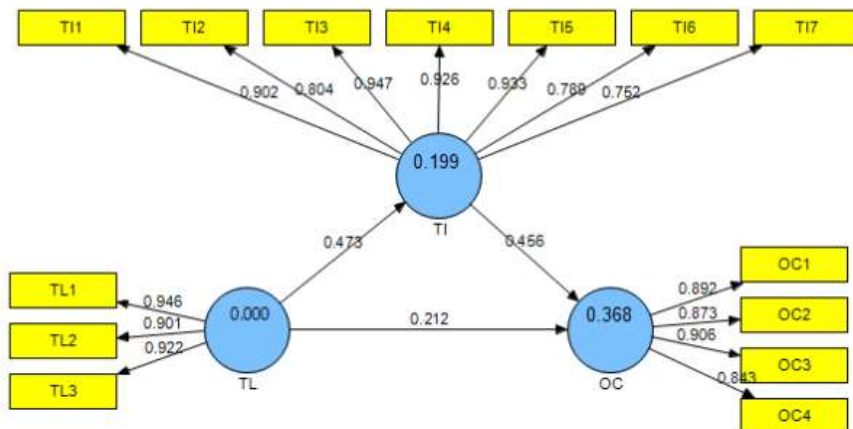 TI1 TI2 TI3 TI4 TI5 TI6 TI7
0.902 0.804 0.947 0.926 0.933 0.789 0.752
0.199
TI
0.473 0.456
TL1
TL2
TL3
0.946
0.901
0.922
0.000
TL
0.212
0.368
OC
0.892
0.873
0.906
0.843
OC1
OC2
OC3
OC4